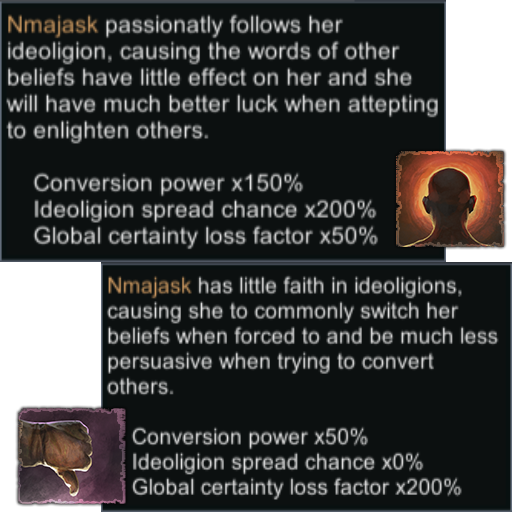 Nmajask passionatly follows her
ideoligion, causing the words of other
beliefs have little effect on her and she
will have much better luck when attepting
to enlighten others.
Conversion power x150%
Ideoligion spread chance x200%
Global certainty loss factor x50%
Nmajask has little faith in ideoligions,
causing she to commonly switch her
beliefs when forced to and be much less
persuasive when trying to convert
others.
Conversion power x50%
Ideoligion spread chance x0%
Global certainty loss factor x200%